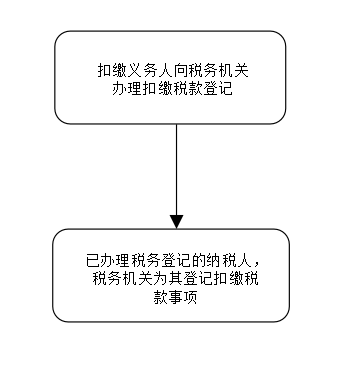 扣缴义务人向税务机关
办理扣缴税款登记
已办理税务登记的纳税人，
税务机关为其登记扣缴税
款事项